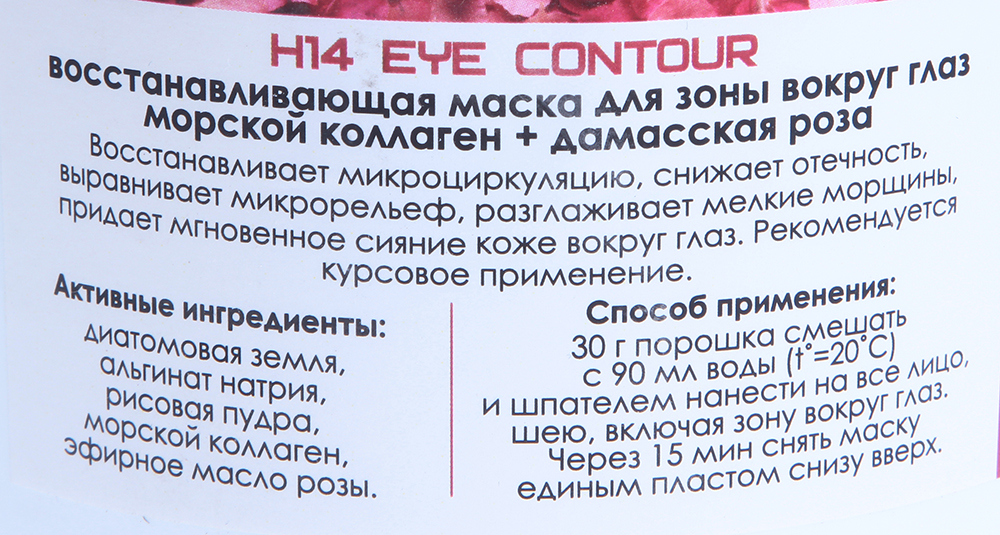 H14 EYE CONTOUR
восстанавливающая маска для зоны вокруг глаз
морской коллаген + дамасская роза
Восстанавливает микроциркуляцию, снижает отечность,
выравнивает микрорельеф, разглаживает мелкие морщины,
придает мгновенное сияние коже вокруг глаз. Рекомендуется
курсовое применение.
Активные ингредиенты:
диатомовая земля,
альгинат натрия,
рисовая пудра,
морской коллаген,
эфирное масло розы.
Способ применения:
30 г порошка смешать
с 90 мл воды (t°=20°C)
и шпателем нанести на все лицо,
шею, включая зону вокруг глаз.
Через 15 мин снять маску
единым пластом снизу вверх.